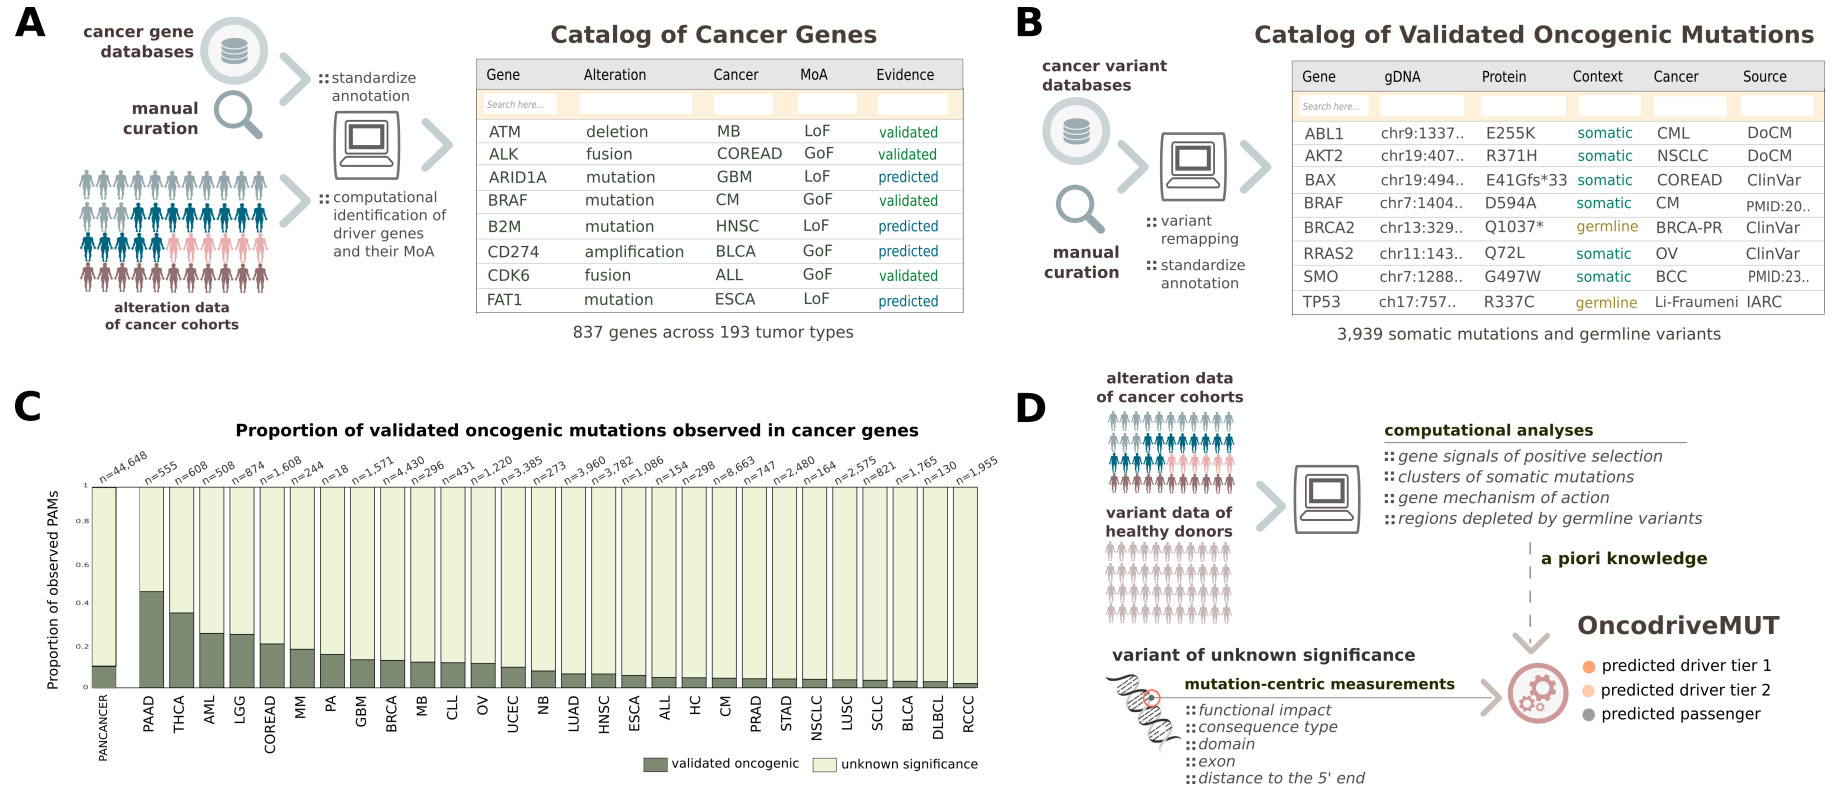 A
cancer gene
databases
manual
curation
alteration data
of cancer cohorts
:: standardize
annotation
:: computational
identification of
driver genes
and their MoA
Catalog of Cancer Genes
Gene Alteration Cancer MoA Evidence
Search here...
ATM deletion MB LoF validated
ALK fusion COREAD GoF validated
ARID1A mutation GBM LoF predicted
BRAF mutation CM GoF validated
B2M mutation HNSC LoF predicted
CD274 amplification BLCA GoF predicted
CDK6 fusion ALL GoF validated
FAT1 mutation ESCA LoF predicted
837 genes across 193 tumor types
B
cancer variant
databases
manual
curation
:: variant
remapping
:: standardize
annotation
Catalog of Validated Oncogenic Mutations
Gene gDNA Protein Context Cancer Source
Search here...
ABL1 chr9:1337.. E255K somatic CML DoCM
AKT2 chr19:407.. R371H somatic NSCLC DoCM
BAX chr19:494.. E41Gfs*33 somatic COREAD ClinVar
BRAF chr7:1404.. D594A somatic CM PMID:20..
BRCA2 chr13:329.. Q1037* germline BRCA-PR ClinVar
RRAS2 chr11:143.. Q72L somatic OV ClinVar
SMO chr7:1288.. G497W somatic BCC PMID:23..
TP53 ch17:757.. R337C germline Li-Fraumeni IARC
3,939 somatic mutations and germline variants
C
Proportion of validated oncogenic mutations observed in cancer genes
n=44,648 n=555 n=608 n=508 n=874 n=1,608 n=244 n=18 n=1,571 n=4,430 n=296 n=431 n=1,220 n=3,385 n=273 n=3,960 n=3,782 n=1,086 n=154 n=298 n=8,663 n=747 n=2,480 n=164 n=2,575 n=821 n=1,765 n=130 n=1,955
Proportion of observed PAMs
1
0.8
0.6
0.4
0.2
0
PANCANCER PAAD THCA AML LGG COREAD MM PA GBM BRCA MB CLL OV UCEC NB LUAD HNSC ESCA ALL HC CM PRAD STAD NSCLC LUSC SCLC BLCA DLBCL RCCC
validated oncogenic unknown significance
D
alteration data
of cancer cohorts
variant data of
healthy donors
computational analyses
:: gene signals of positive selection
:: clusters of somatic mutations
:: gene mechanism of action
:: regions depleted by germline variants
a piori knowledge
OncodriveMUT
predicted driver tier 1
predicted driver tier 2
predicted passenger
variant of unknown significance
mutation-centric measurements
:: functional impact
:: consequence type
:: domain
:: exon
:: distance to the 5' end